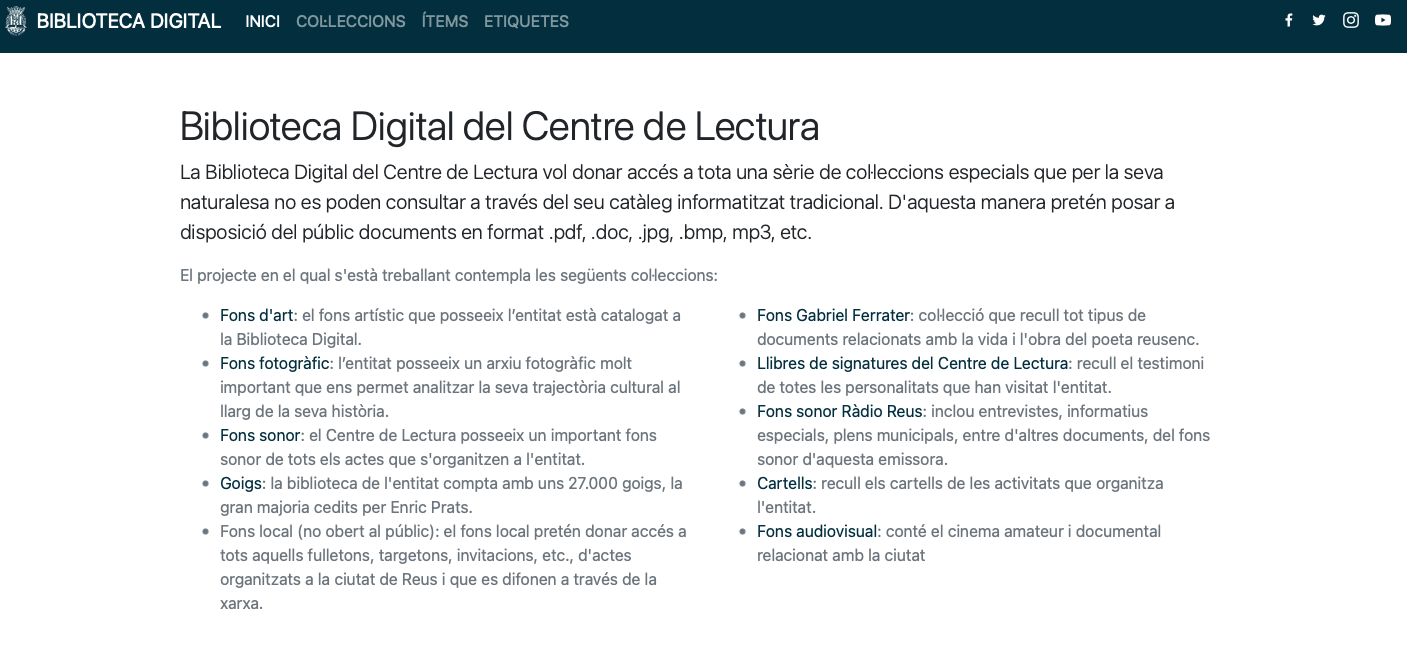 BIBLIOTECA DIGITAL INICI COL·LECCIONS ÍTEMS ETIQUETES
Biblioteca Digital del Centre de Lectura
La Biblioteca Digital del Centre de Lectura vol donar accés a tota una sèrie de col·leccions especials que per la seva
naturalesa no es poden consultar a través del seu catàleg informatitzat tradicional. D'aquesta manera pretén posar a
disposició del públic documents en format .pdf, .doc, .jpg, .bmp, mp3, etc.
El projecte en el qual s'està treballant contempla les següents col·leccions:
Fons d'art: el fons artístic que posseeix l’entitat està catalogat a
la Biblioteca Digital.
Fons fotogràfic: l’entitat posseeix un arxiu fotogràfic molt
important que ens permet analitzar la seva trajectòria cultural al
llarg de la seva història.
Fons sonor: el Centre de Lectura posseeix un important fons
sonor de tots els actes que s'organitzen a l'entitat.
Goigs: la biblioteca de l'entitat compta amb uns 27.000 goigs, la
gran majoria cedits per Enric Prats.
Fons local (no obert al públic): el fons local pretén donar accés a
tots aquells fulletons, targetons, invitacions, etc., d'actes
organitzats a la ciutat de Reus i que es difonen a través de la
xarxa.
Fons Gabriel Ferrater: col·lecció que recull tot tipus de
documents relacionats amb la vida i l'obra del poeta reusenc.
Llibres de signatures del Centre de Lectura: recull el testimoni
de totes les personalitats que han visitat l'entitat.
Fons sonor Ràdio Reus: inclou entrevistes, informatius
especials, plens municipals, entre d'altres documents, del fons
sonor d'aquesta emissora.
Cartells: recull els cartells de les activitats que organitza
l'entitat.
Fons audiovisual: conté el cinema amateur i documental
relacionat amb la ciutat